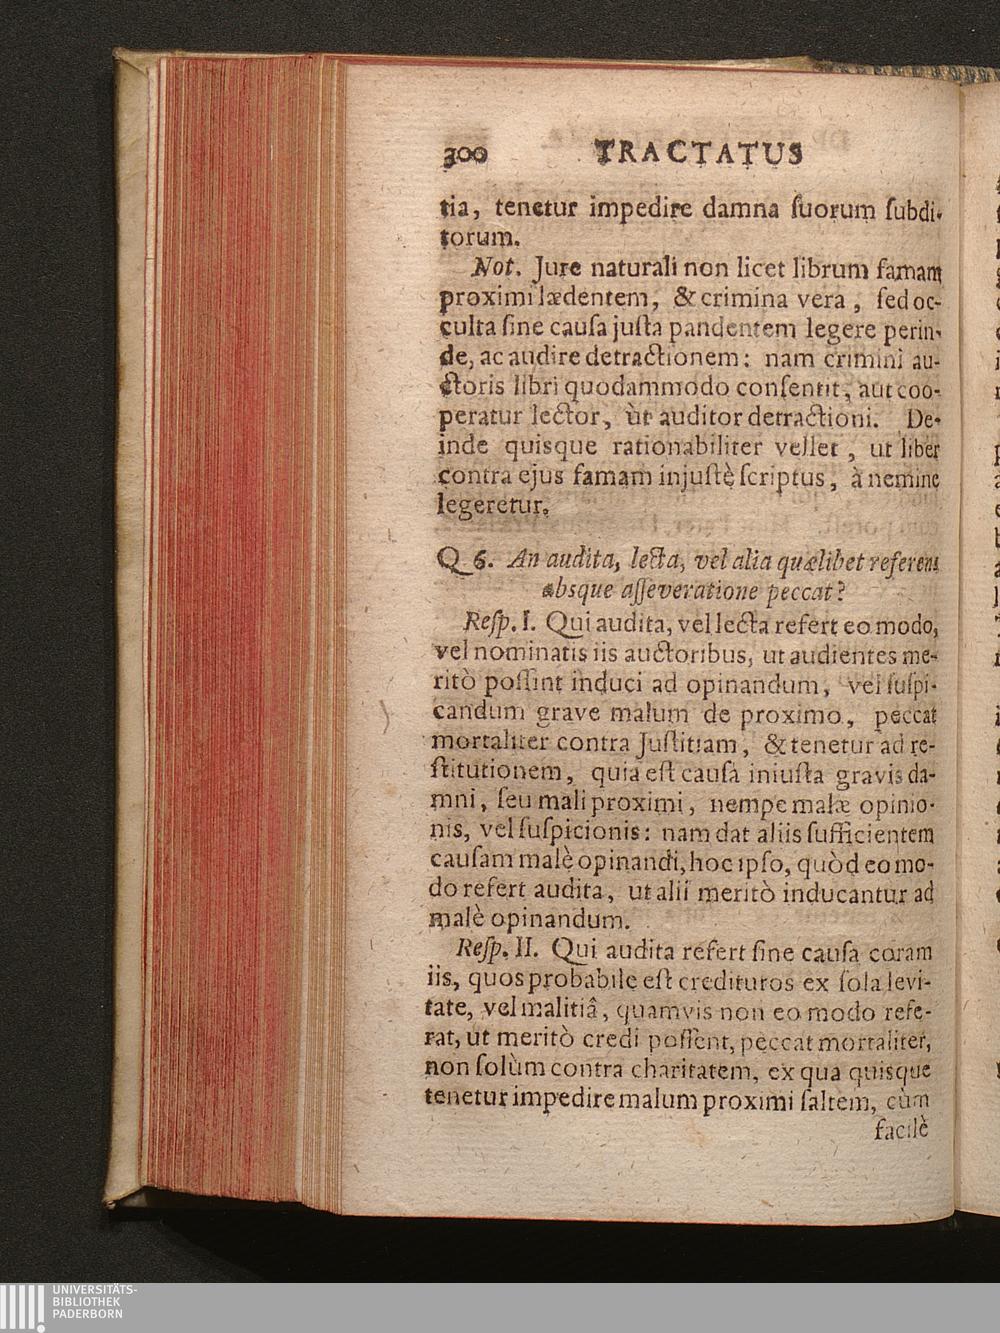 300 TRACTATUS
tia, tenetur impedire damna ſuorum ſubdi-
torum.
Not. Jure naturali non licet librum famam
proximi lædentem, & crimina vera, ſed oc-
culta ſine cauſa juſta pandentem legere perin-
de, ac audire detractionem: nam crimini au-
ctoris libri quodammodo conſentit, aut coo-
peratur lector, ùt auditor detractioni. De-
inde quisque rationabiliter vellet, ut liber
contra ejus famam injuſtè ſcriptus, à nemine
legeretur.
Q. 6. An audita, lecta, vel alia quælibet referens
absque aſſeveratione peccat?
Reſp. I. Qui audita, vel lecta refert eo modo,
vel nominatis iis auctoribus, ut audientes me-
ritò poſſint induci ad opinandum, vel ſuſpi-
candum grave malum de proximo, peccat
mortaliter contra Juſtitiam, & tenetur ad re-
ſtitutionem, quia eſt cauſa iniuſta gravis da-
mni, ſeu mali proximi, nempe malæ opinio-
nis, vel ſuſpicionis: nam dat aliis ſufficientem
cauſam malè opinandi, hoc ipſo, quòd eo mo-
do refert audita, ut alii meritò inducantur ad
malè opinandum.
Reſp. II. Qui audita refert ſine cauſa coram
iis, quos probabile eſt credituros ex ſola levi-
tate, vel malitiâ, quamvis non eo modo refe-
rat, ut meritò credi poſſent, peccat mortaliter,
non ſolùm contra charitatem, ex qua quisque
tenetur impedire malum proximi ſaltem, cùm
facilè
UNIVERSITÄTS-
BIBLIOTHEK
PADERBORN